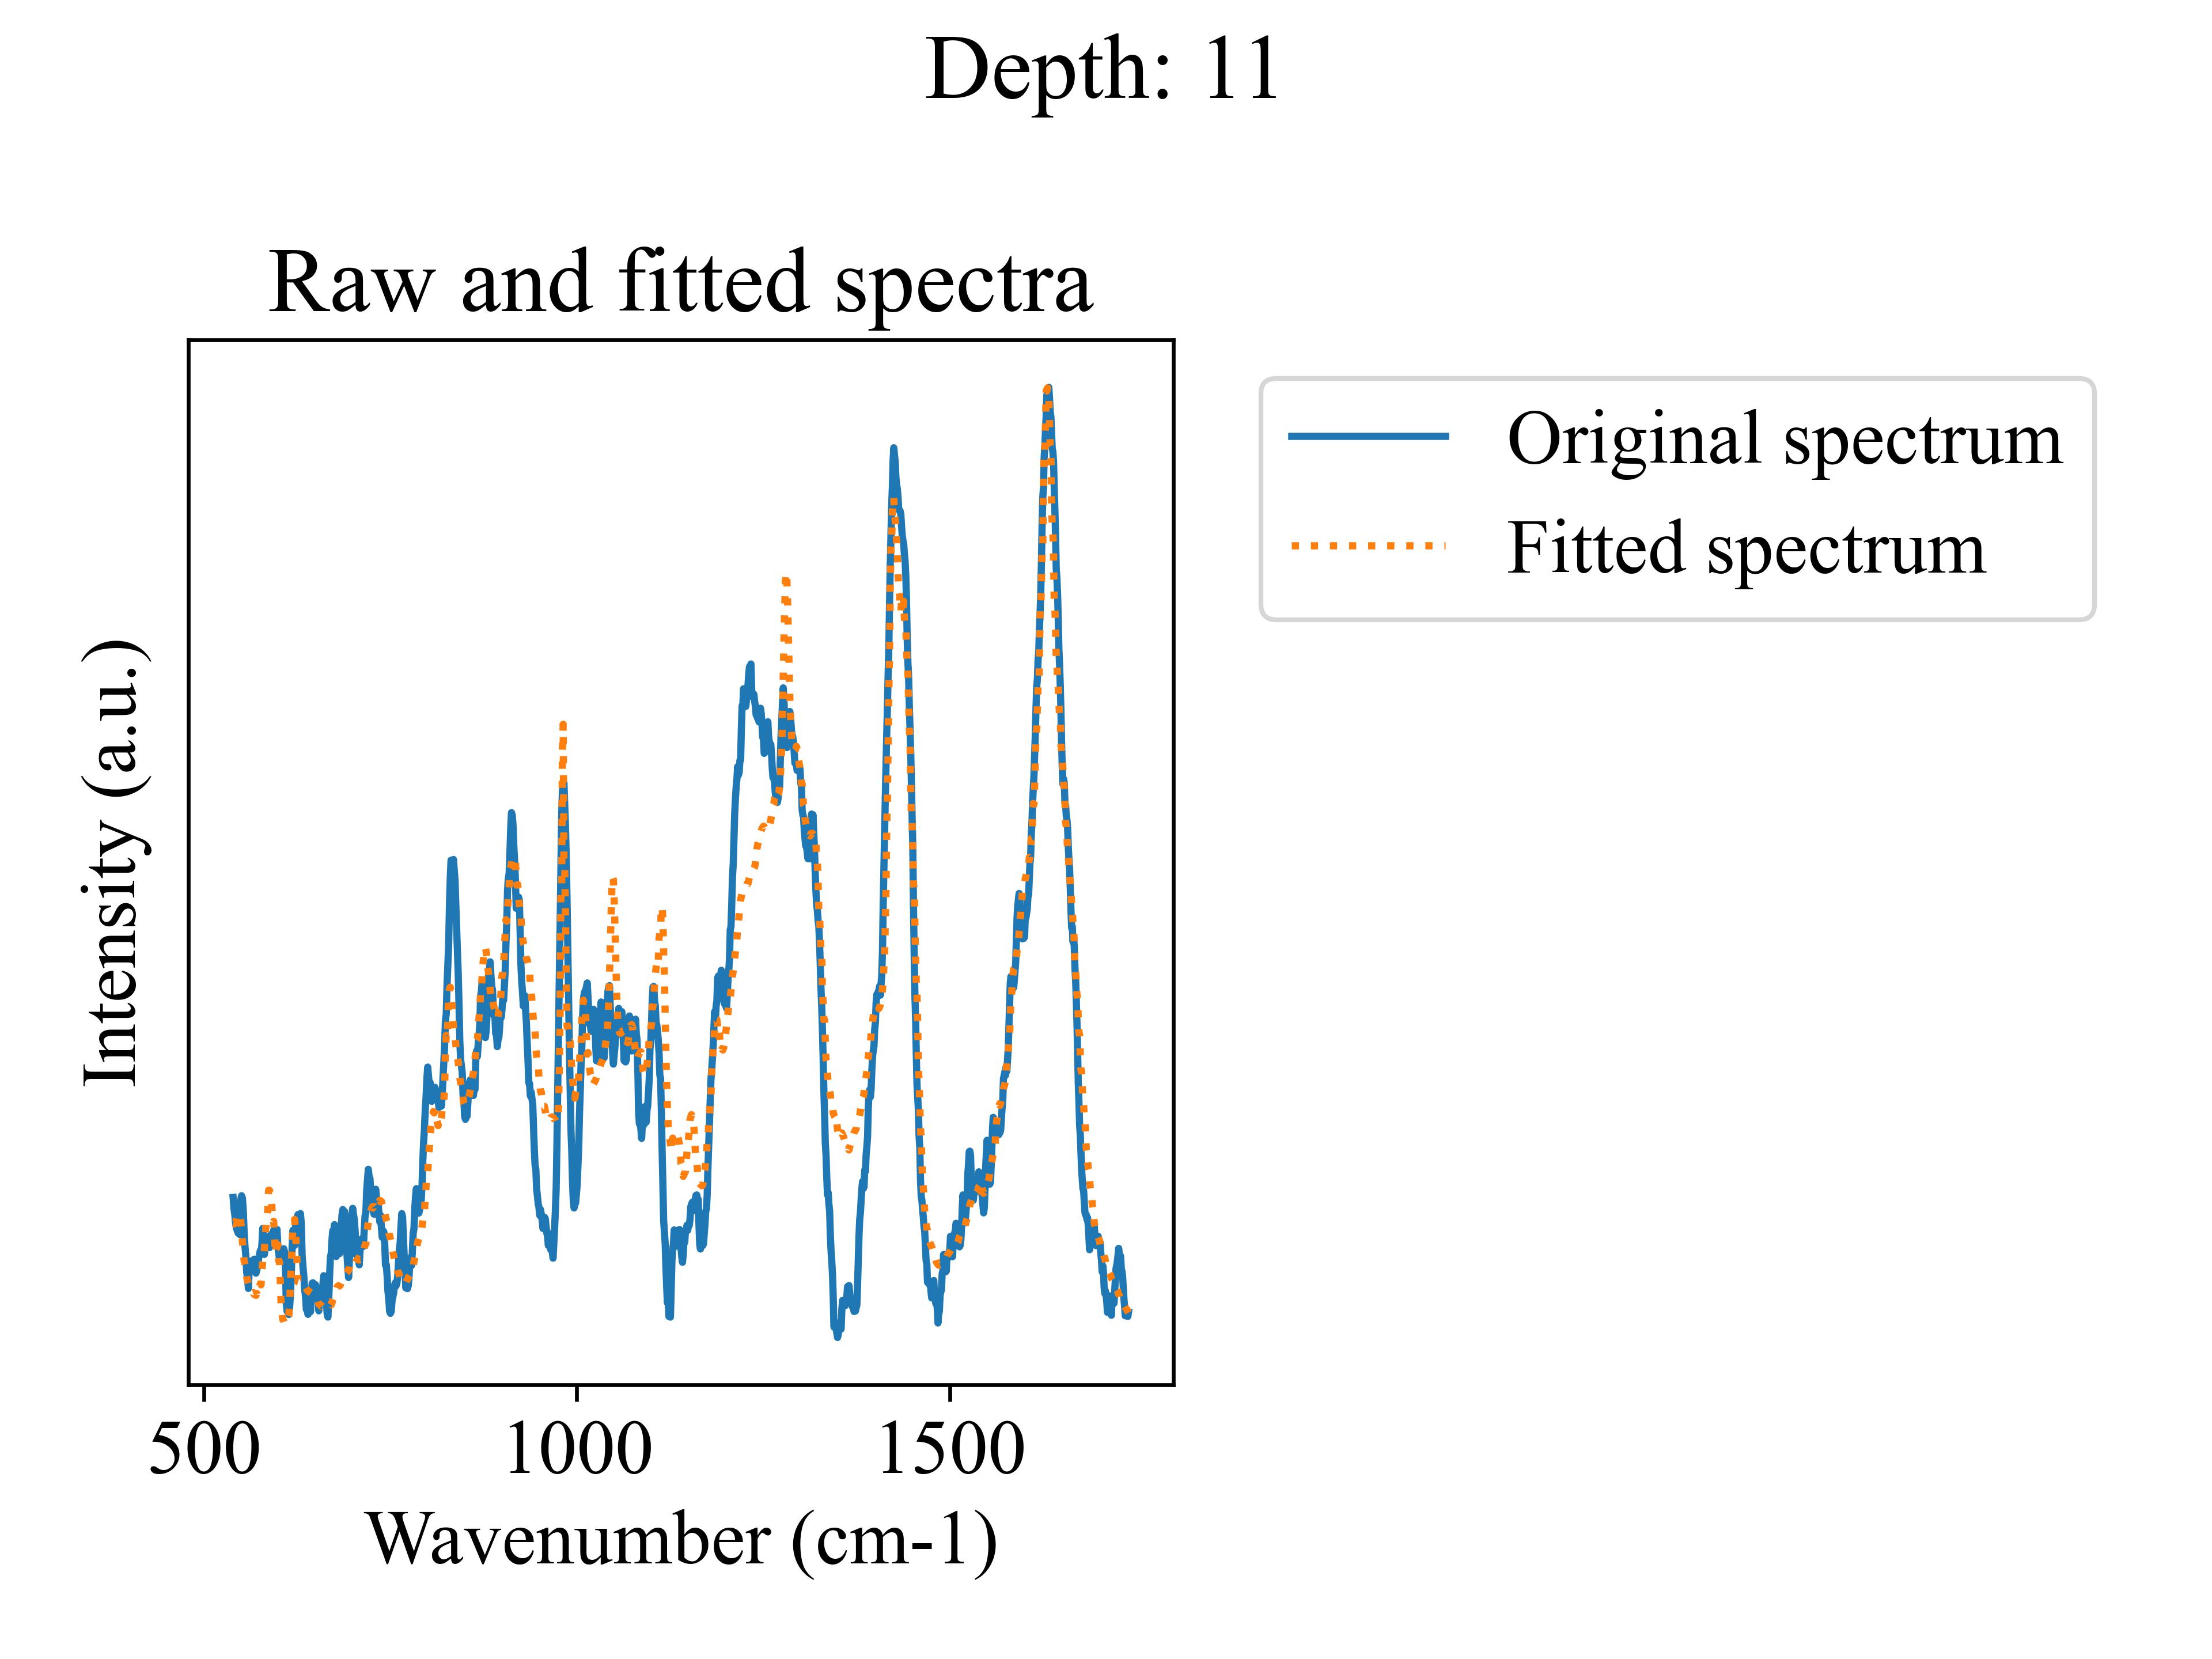 Depth: 11
Raw and fitted spectra
Original spectrum
Fitted spectrum
Intensity (a.u.)
500 1000 1500
Wavenumber (cm-1)